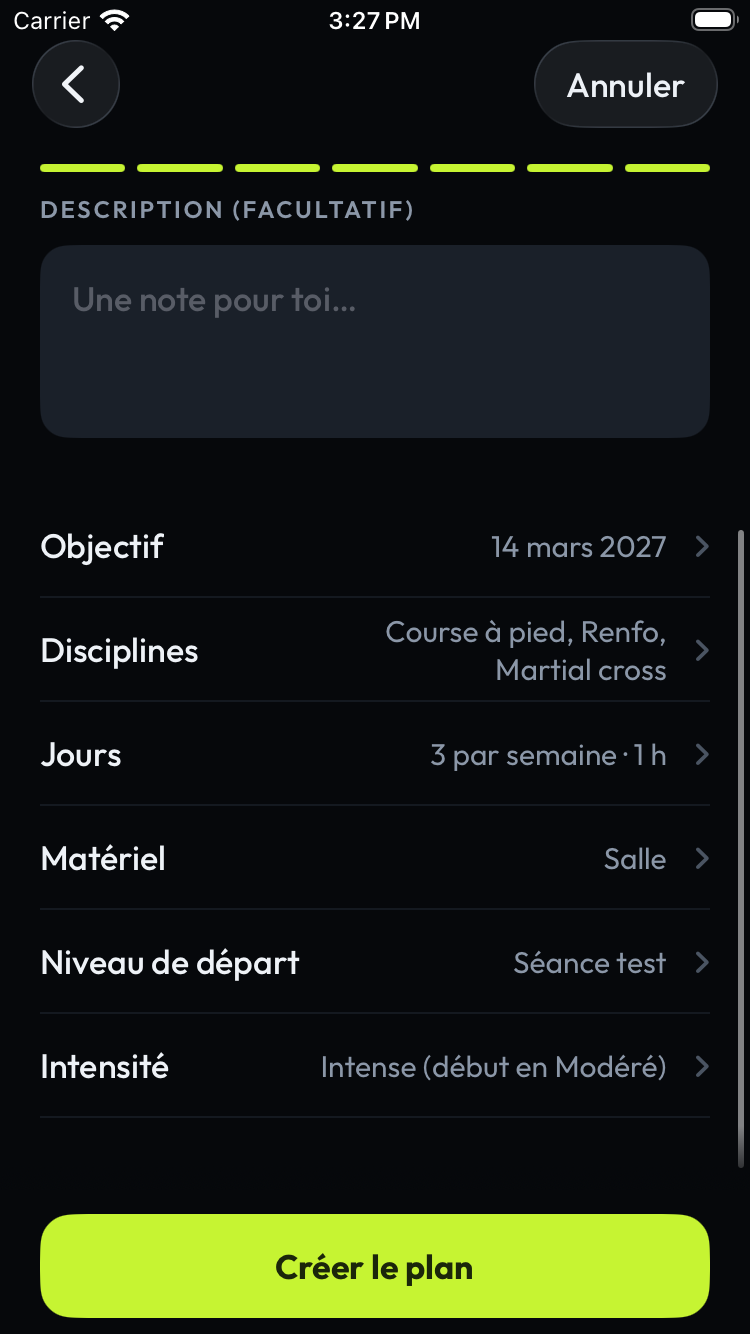 Carrier 3:27 PM
Annuler
DESCRIPTION (FACULTATIF)
Une note pour toi...
Objectif 14 mars 2027
Disciplines Course à pied, Renfo,
Martial cross
Jours 3 par semaine · 1 h
Matériel Salle
Niveau de départ Séance test
Intensité Intense (début en Modéré)
Créer le plan